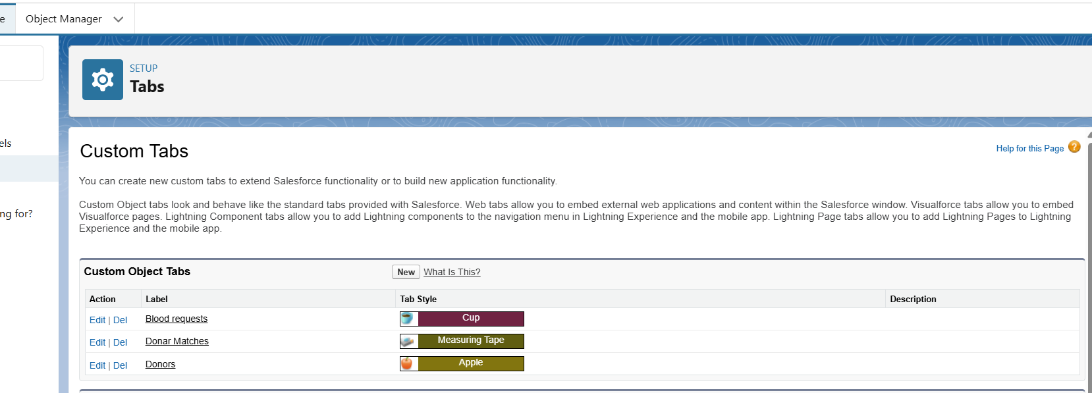 e
Object Manager
SETUP
Tabs
els
ng for?
Custom Tabs
Help for this Page ?
You can create new custom tabs to extend Salesforce functionality or to build new application functionality.
Custom Object tabs look and behave like the standard tabs provided with Salesforce. Web tabs allow you to embed external web applications and content within the Salesforce window. Visualforce tabs allow you to embed
Visualforce pages. Lightning Component tabs allow you to add Lightning components to the navigation menu in Lightning Experience and the mobile app. Lightning Page tabs allow you to add Lightning Pages to Lightning
Experience and the mobile app.
Custom Object Tabs New What Is This?
Action Label Tab Style Description
Edit | Del Blood requests Cup
Edit | Del Donar Matches Measuring Tape
Edit | Del Donors Apple